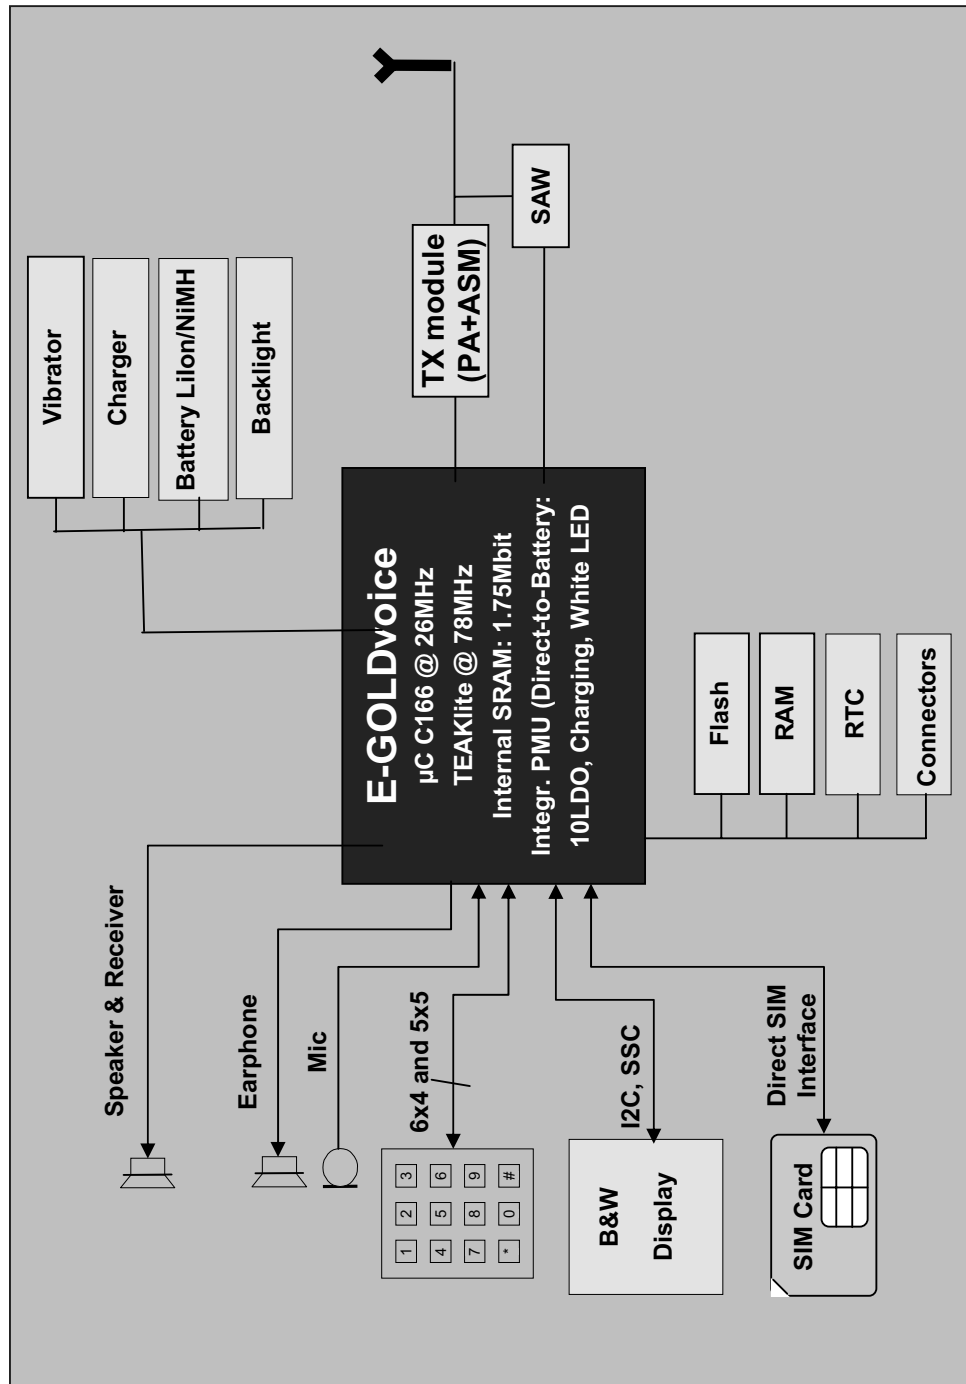 Speaker & Receiver
Earphone
Mic
6x4 and 5x5
1 2 3
4 5 6
7 8 9
* 0 #
I2C, SSC
B&W
Display
Direct SIM
Interface
SIM Card
E-GOLDvoice
µC C166 @ 26MHz
TEAKlite @ 78MHz
Internal SRAM: 1.75Mbit
Integr. PMU (Direct-to-Battery:
10LDO, Charging, White LED
Vibrator
Charger
Battery LiIon/NiMH
Backlight
TX module
(PA+ASM)
SAW
Flash
RAM
RTC
Connectors